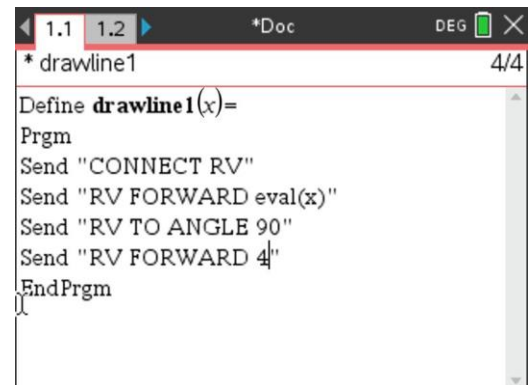 1.1 1.2 *Doc DEG
* drawline1 4/4
Define drawline1(x)=
Prgm
Send "CONNECT RV"
Send "RV FORWARD eval(x)"
Send "RV TO ANGLE 90"
Send "RV FORWARD 4"
EndPrgm